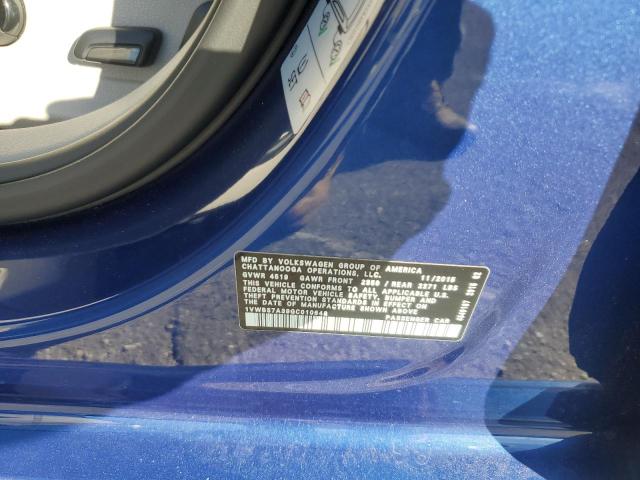 MFD BY VOLKSWAGEN GROUP OF AMERICA
CHATTANOOGA OPERATIONS, LLC. 11/2015
GVWR 4519 GAWR FRONT 2359 / REAR 2271 LBS
THIS VEHICLE CONFORMS TO ALL APPLICABLE U.S.
FEDERAL MOTOR VEHICLE SAFETY, BUMPER AND
THEFT PREVENTION STANDARDS IN EFFECT ON
THE DATE OF MANUFACTURE SHOWN ABOVE
PASSENGER CAR